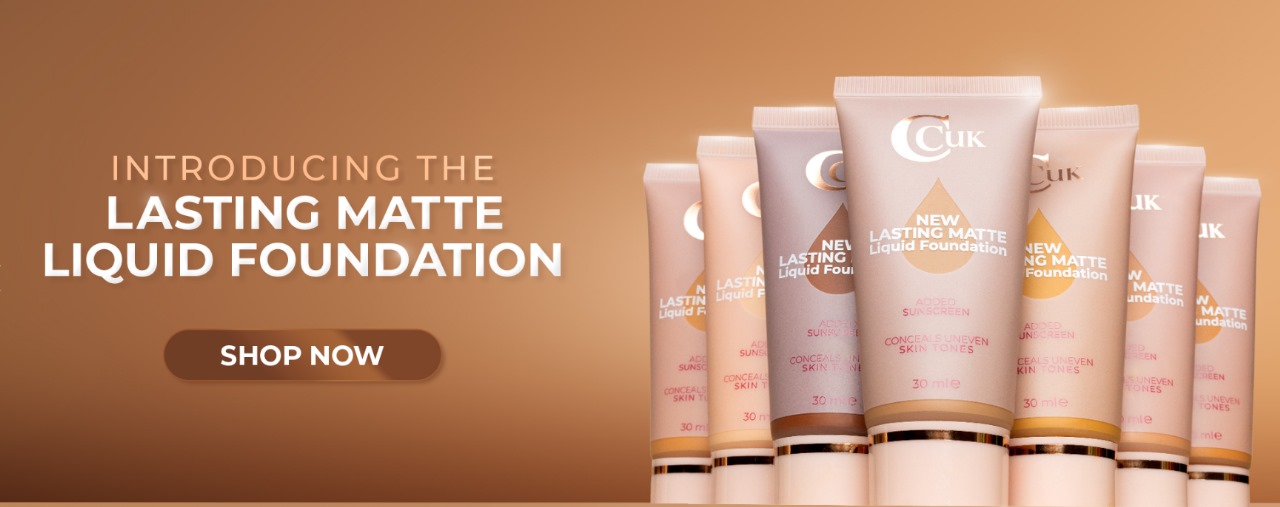 INTRODUCING THE
LASTING MATTE
LIQUID FOUNDATION
SHOP NOW
CCUK
NEW
LASTING MATTE
Liquid Foundation
ADDED
SUNSCREEN
CONCEALS UNEVEN
SKIN TONES
30 ml e